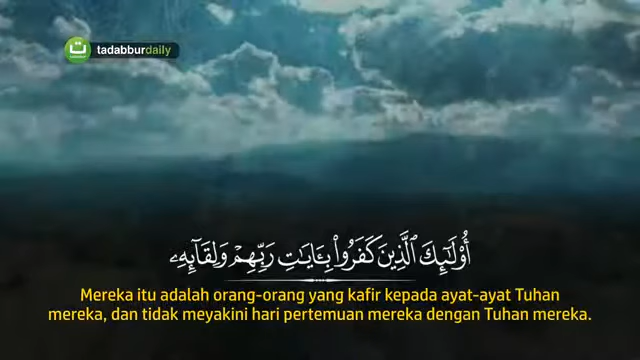 tadabburdaily
أُوْلَـٰٓئِكَ ٱلَّذِينَ كَفَرُواْ بِـَٔايَـٰتِ رَبِّهِمْ وَلِقَآئِهِۦ
Mereka itu adalah orang-orang yang kafir kepada ayat-ayat Tuhan
mereka, dan tidak meyakini hari pertemuan mereka dengan Tuhan mereka.